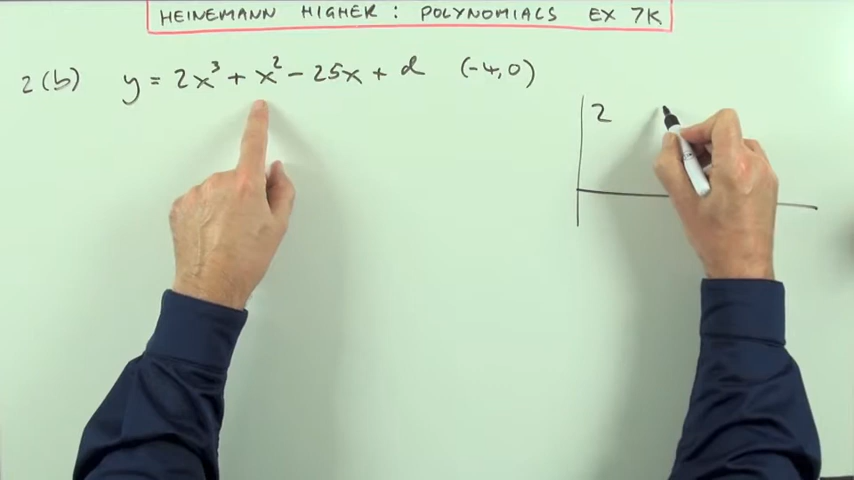 HEINEMANN HIGHER : POLYNOMIALS EX 7K
2(b) y = 2x³ + x² - 25x + d (-4,0)
2